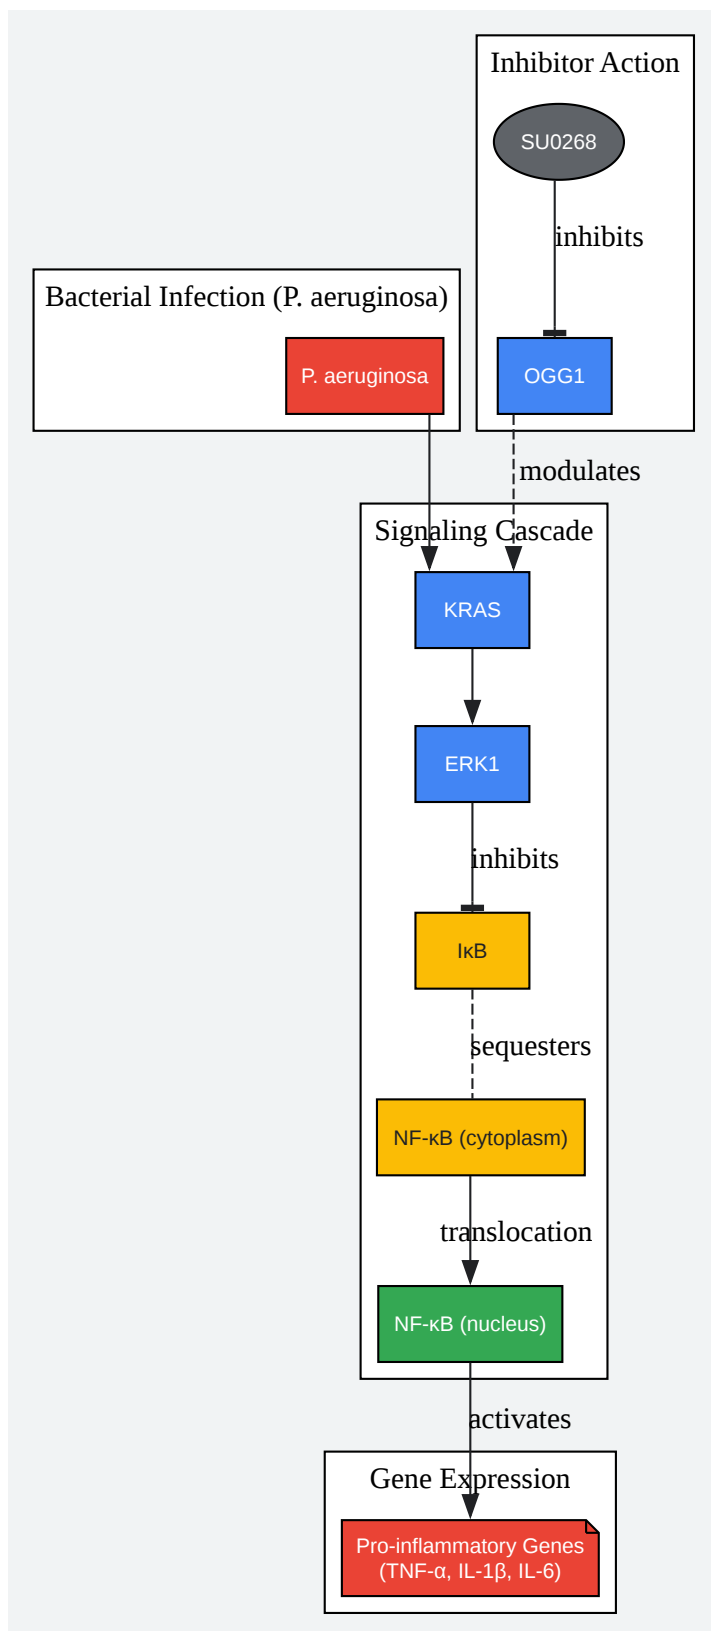 Inhibitor Action
SU0268
inhibits
Bacterial Infection (P. aeruginosa)
P. aeruginosa
OGG1
modulates
Signaling Cascade
KRAS
ERK1
inhibits
IκB
sequesters
NF-κB (cytoplasm)
translocation
NF-κB (nucleus)
activates
Gene Expression
Pro-inflammatory Genes
(TNF-α, IL-1β, IL-6)